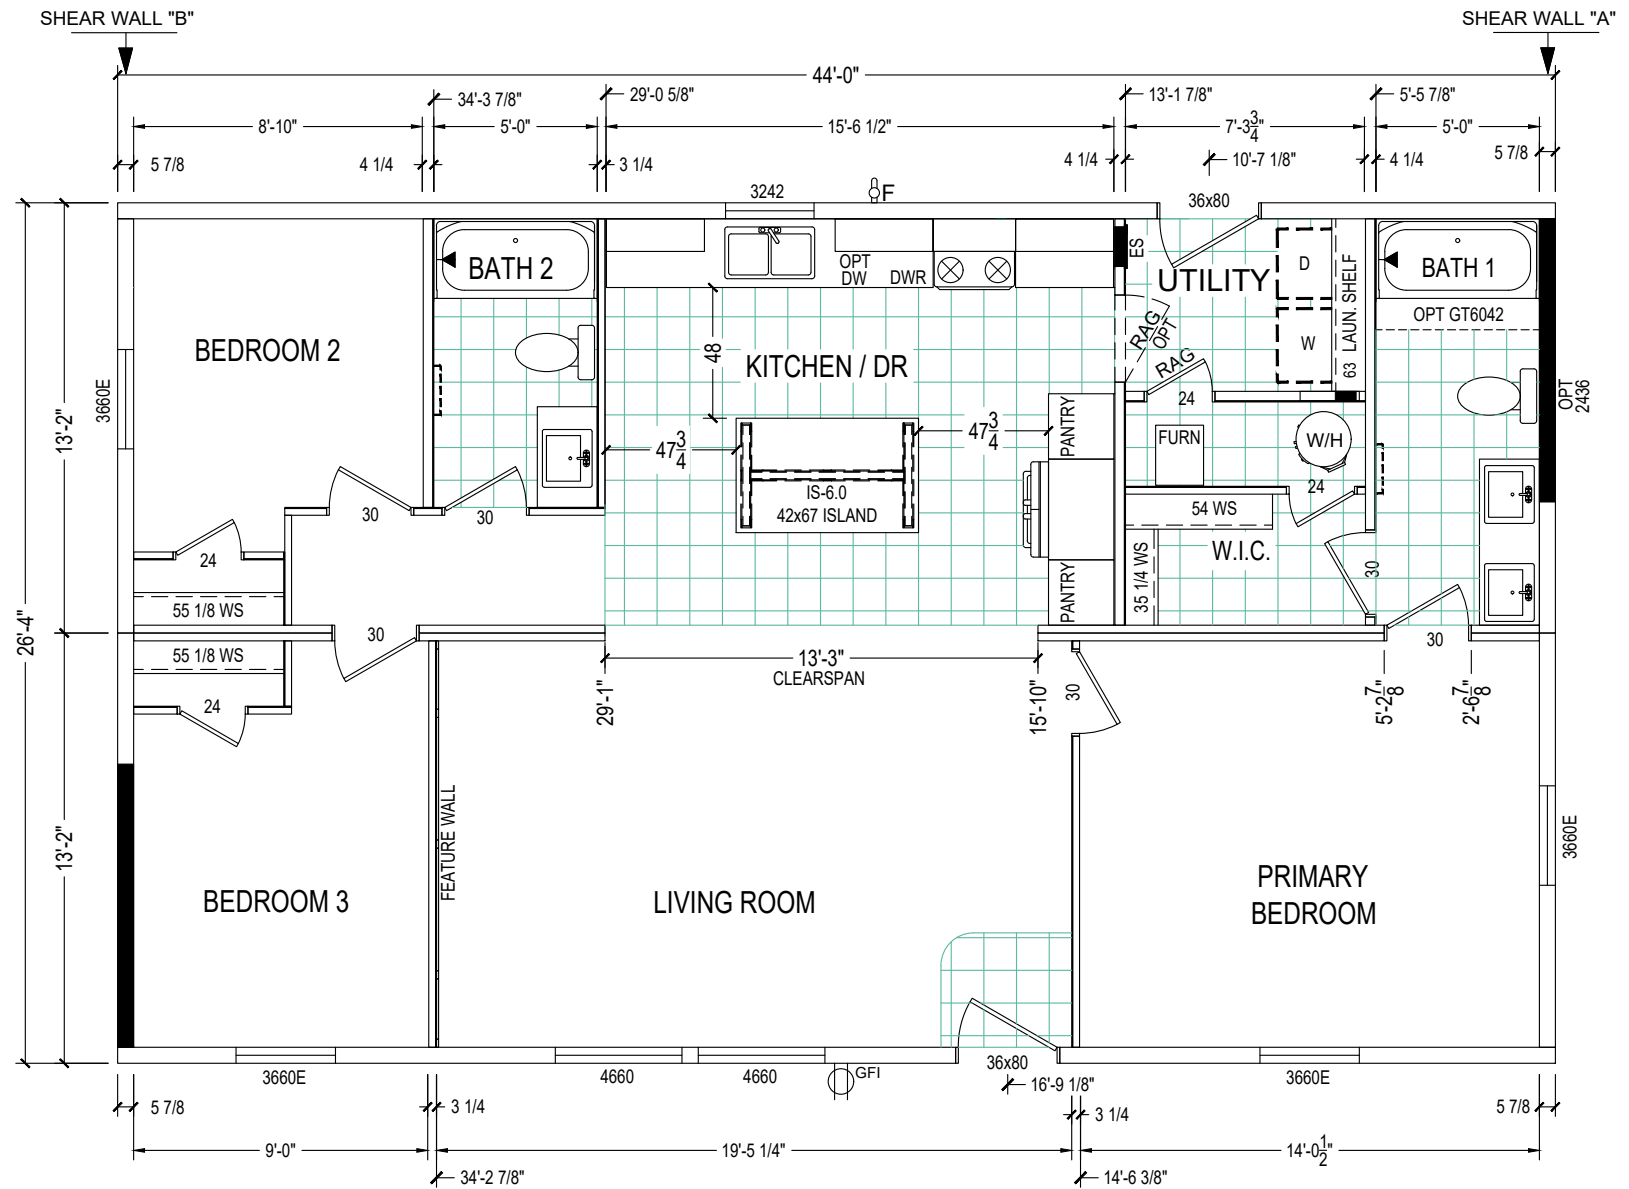 SHEAR WALL "B"
SHEAR WALL "A"
44'-0"
34'-3 7/8"
29'-0 5/8"
13'-1 7/8"
5'-5 7/8"
8'-10"
5'-0"
15'-6 1/2"
7'-3 3/4"
5'-0"
5 7/8
4 1/4
3 1/4
4 1/4
10'-7 1/8"
4 1/4
5 7/8
3242
F
36x80
BATH 2
OPT
DW
DWR
ES
UTILITY
D
W
63 LAUN. SHELF
BATH 1
OPT GT6042
BEDROOM 2
3660E
48
KITCHEN / DR
RAG
OPT
RAG
24
OPT
2436
13'-2"
47 3/4
47 3/4
PANTRY
FURN
W/H
IS-6.0
42x67 ISLAND
24
54 WS
30
30
W.I.C.
24
30
35 1/4 WS
PANTRY
55 1/8 WS
26'-4"
30
30
55 1/8 WS
13'-3"
CLEARSPAN
24
29'-1"
15'-10"
30
5'-2 7/8"
2'-6 7/8"
13'-2"
FEATURE WALL
3660E
BEDROOM 3
LIVING ROOM
PRIMARY
BEDROOM
3660E
4660
4660
GFI
36x80
3660E
16'-9 1/8"
5 7/8
3 1/4
3 1/4
5 7/8
9'-0"
19'-5 1/4"
14'-0 1/2"
34'-2 7/8"
14'-6 3/8"